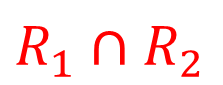 R₁ ∩ R₂